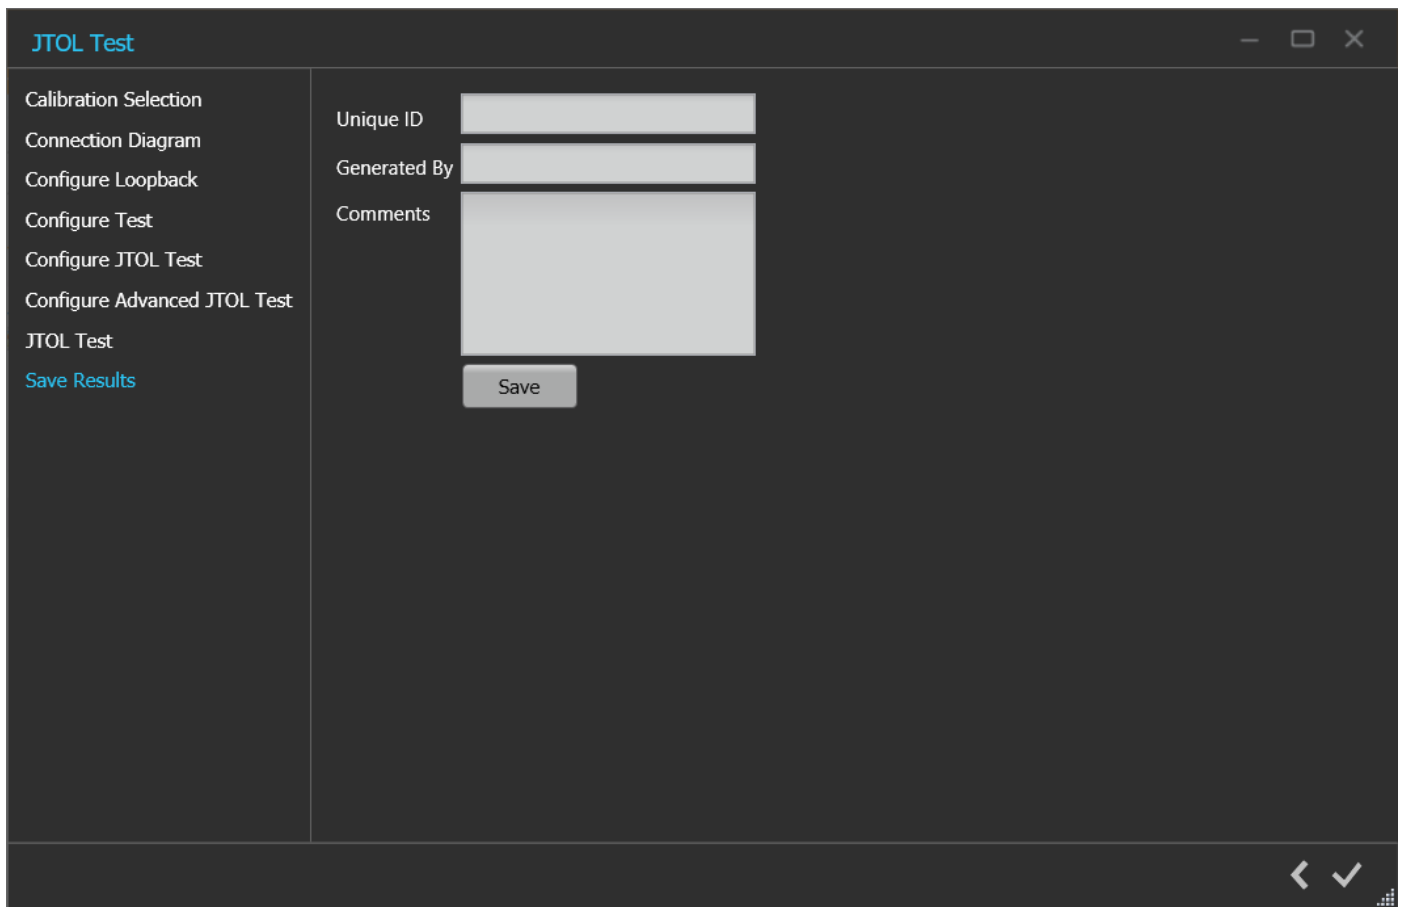 JTOL Test
Calibration Selection
Connection Diagram
Configure Loopback
Configure Test
Configure JTOL Test
Configure Advanced JTOL Test
JTOL Test
Save Results
Unique ID
Generated By
Comments
Save